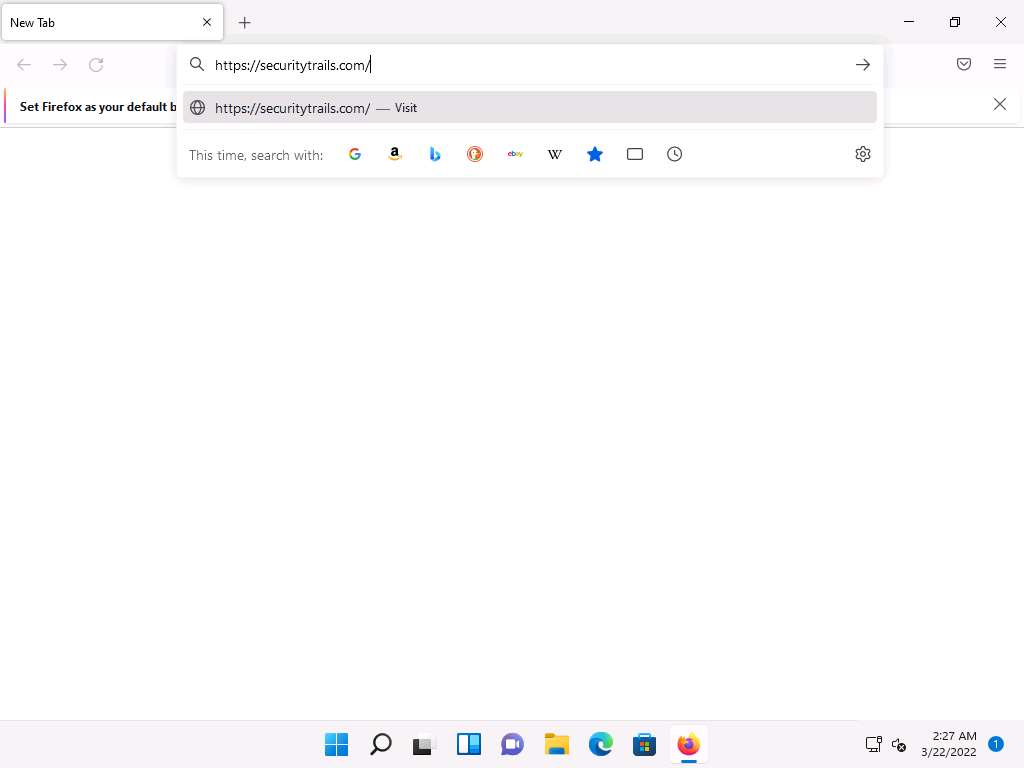 New Tab
https://securitytrails.com/
Set Firefox as your default b
https://securitytrails.com/ — Visit
This time, search with:
a
ebay
W
2:27 AM
3/22/2022
1